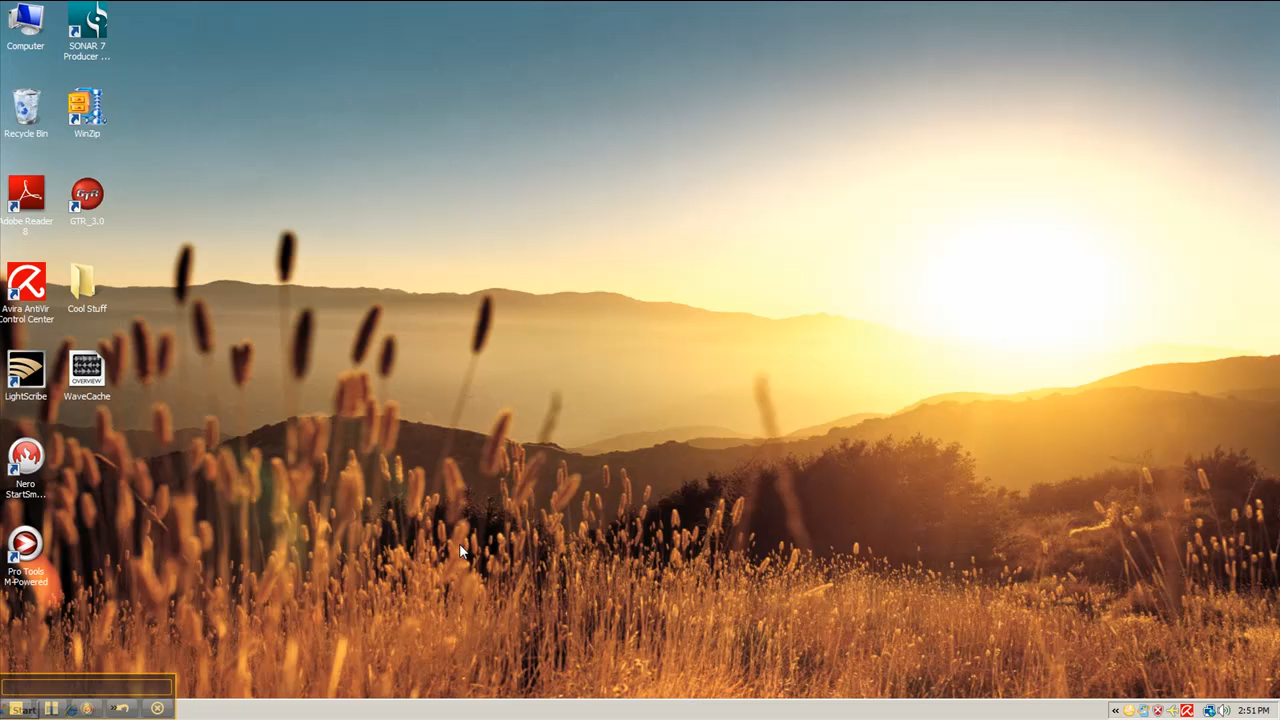 Computer
SONAR 7
Producer ...
Recycle Bin
WinZip
Adobe Reader
8
GTR
GTR_3.0
Avira AntiVir
Control Center
Cool Stuff
LightScribe
OVERVIEW
WaveCache
Nero
StartSm...
Pro Tools
M-Powered
Start
2:51 PM